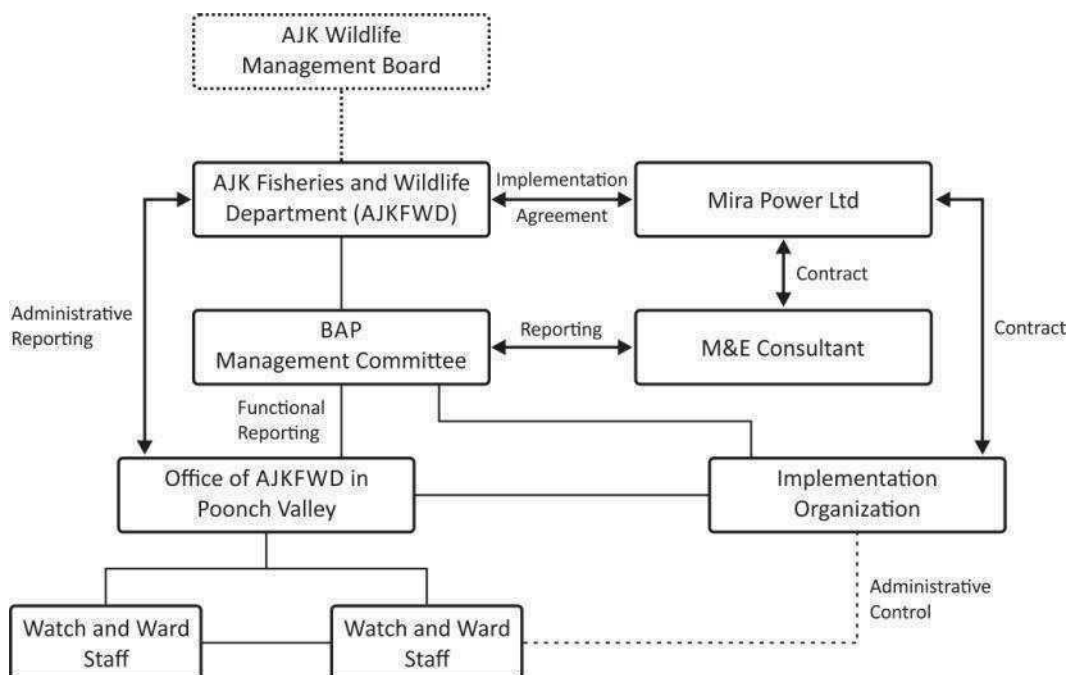 AJK Wildlife
Management Board
AJK Fisheries and Wildlife
Department (AJKFWD)
Implementation
Agreement
Mira Power Ltd
Administrative
Reporting
Contract
Contract
BAP
Management Committee
Reporting
M&E Consultant
Functional
Reporting
Office of AJKFWD in
Poonch Valley
Implementation
Organization
Administrative
Control
Watch and Ward
Staff
Watch and Ward
Staff